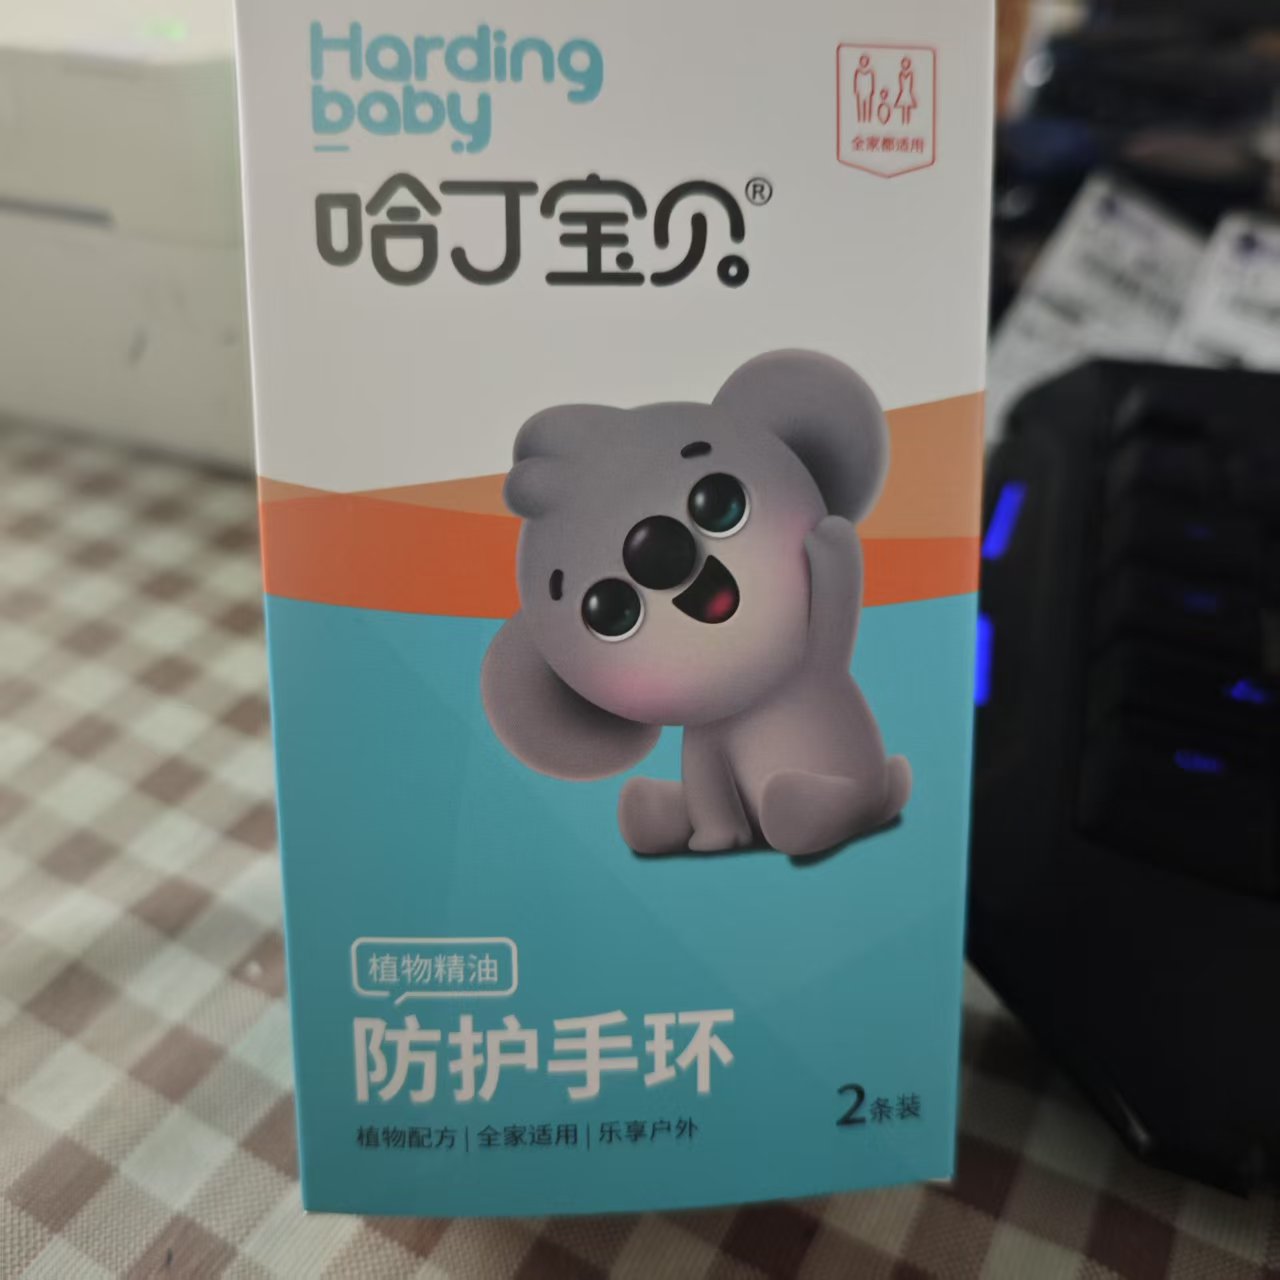 Harding
baby
哈丁宝贝®
全家都适用
植物精油
防护手环
植物配方|全家适用|乐享户外
2条装